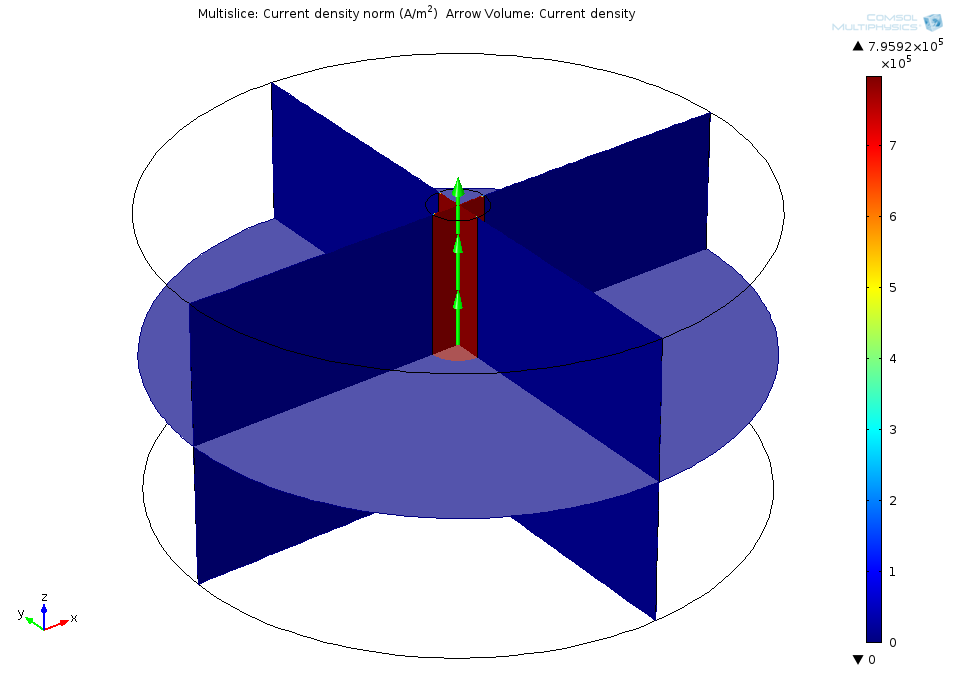 Multislice: Current density norm (A/m²) Arrow Volume: Current density
COMSOL
MULTIPHYSICS
▲ 7.9592×10⁵
×10⁵
7
6
5
4
3
2
1
0
▼ 0
z
y
x